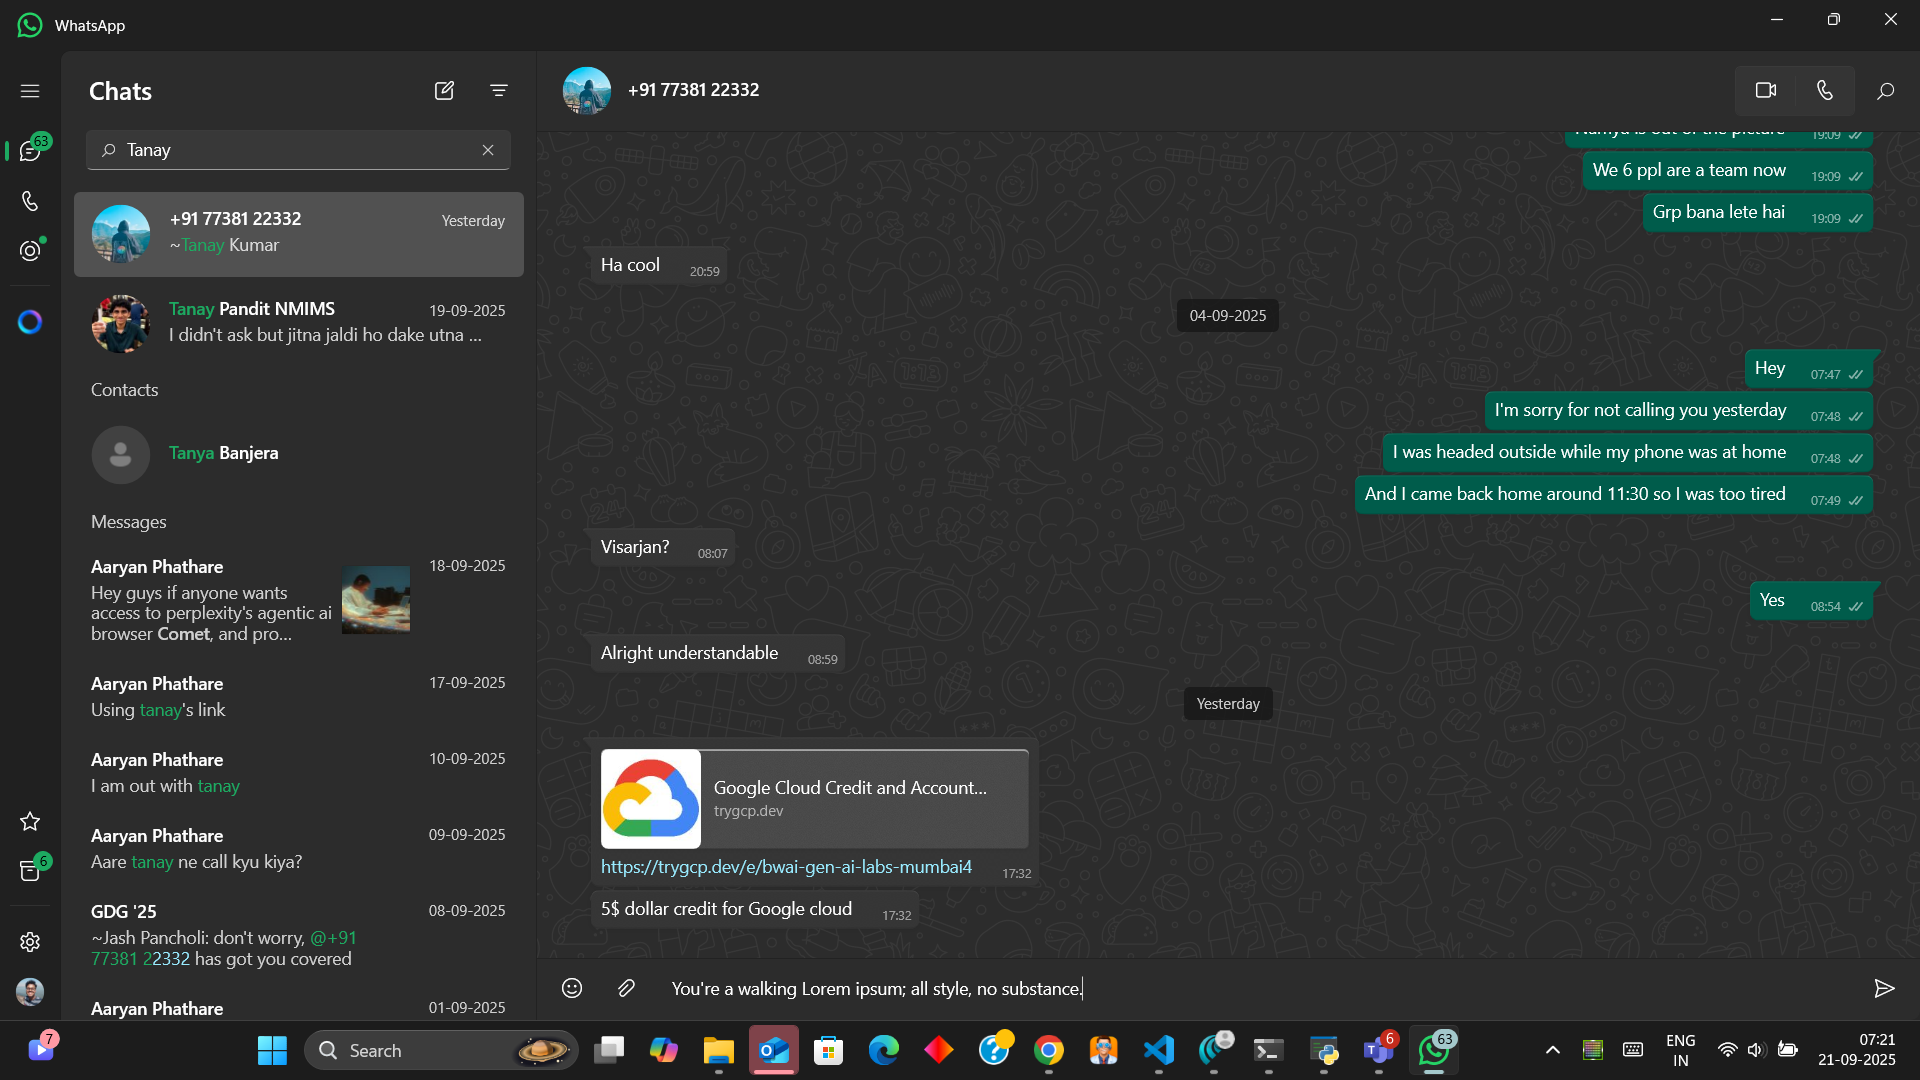 WhatsApp
Chats
63
Tanay
+91 77381 22332
Yesterday
~Tanay Kumar
Tanay Pandit NMIMS
19-09-2025
I didn't ask but jitna jaldi ho dake utna ...
Contacts
Tanya Banjera
Messages
Aaryan Phathare
18-09-2025
Hey guys if anyone wants
access to perplexity's agentic ai
browser Comet, and pro...
Aaryan Phathare
17-09-2025
Using tanay's link
Aaryan Phathare
10-09-2025
I am out with tanay
Aaryan Phathare
09-09-2025
Aare tanay ne call kyu kiya?
6
GDG '25
08-09-2025
~Jash Pancholi: don't worry, @+91
77381 22332 has got you covered
Aaryan Phathare
01-09-2025
+91 77381 22332
19:09
We 6 ppl are a team now 19:09
Grp bana lete hai 19:09
Ha cool 20:59
04-09-2025
Hey 07:47
I'm sorry for not calling you yesterday 07:48
I was headed outside while my phone was at home 07:48
And I came back home around 11:30 so I was too tired 07:49
Visarjan? 08:07
Yes 08:54
Alright understandable 08:59
Yesterday
Google Cloud Credit and Account...
trygcp.dev
https://trygcp.dev/e/bwai-gen-ai-labs-mumbai4 17:32
5$ dollar credit for Google cloud 17:32
You're a walking Lorem ipsum; all style, no substance.
7
Search
6
63
ENG
IN
07:21
21-09-2025